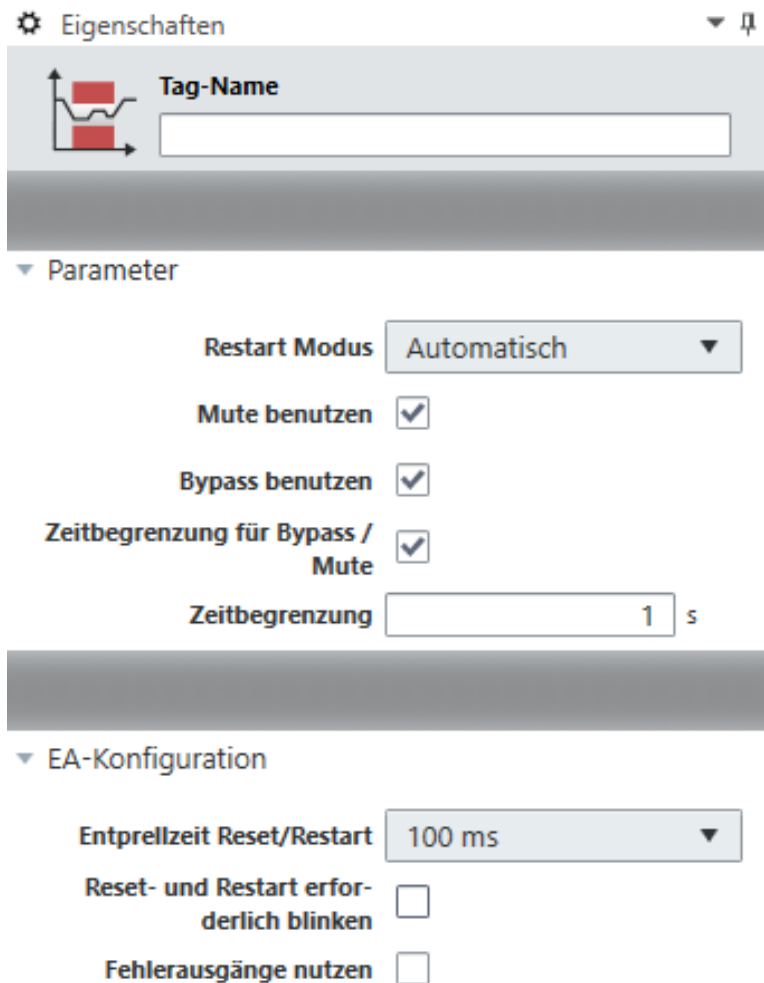 Eigenschaften
Tag-Name
Parameter
Restart Modus Automatisch
Mute benutzen
Bypass benutzen
Zeitbegrenzung für Bypass /
Mute
Zeitbegrenzung 1 s
EA-Konfiguration
Entprellzeit Reset/Restart 100 ms
Reset- und Restart erfor-
derlich blinken
Fehlerausgänge nutzen